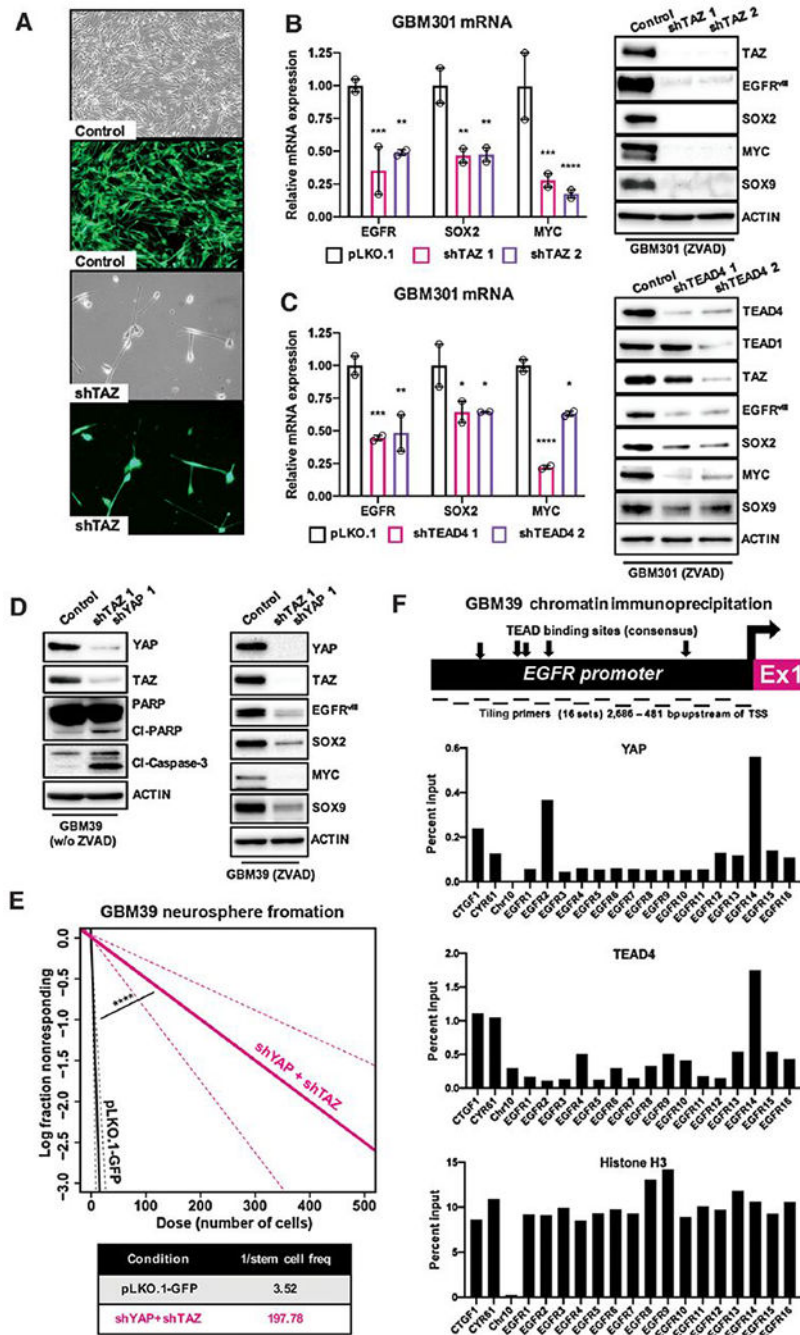 A
Control
Control
shTAZ
shTAZ
B
GBM301 mRNA
Relative mRNA expression
1.25
1.00
0.75
0.50
0.25
0.00
*** **
** **
*** ****
EGFR SOX2 MYC
pLKO.1 shTAZ 1 shTAZ 2
Control shTAZ 1 shTAZ 2
TAZ
EGFRvIII
SOX2
MYC
SOX9
ACTIN
GBM301 (ZVAD)
C
GBM301 mRNA
Relative mRNA expression
1.25
1.00
0.75
0.50
0.25
0.00
*** **
* *
**** *
EGFR SOX2 MYC
pLKO.1 shTEAD4 1 shTEAD4 2
Control shTEAD4 1 shTEAD4 2
TEAD4
TEAD1
TAZ
EGFRvIII
SOX2
MYC
SOX9
ACTIN
GBM301 (ZVAD)
D
Control shTAZ 1 shYAP 1
YAP
TAZ
PARP
Cl-PARP
Cl-Caspase-3
ACTIN
GBM39
(w/o ZVAD)
Control shTAZ 1 shYAP 1
YAP
TAZ
EGFRvIII
SOX2
MYC
SOX9
ACTIN
GBM39 (ZVAD)
E
GBM39 neurosphere fromation
Log fraction nonresponding
0.0
−0.5
−1.0
−1.5
−2.0
−2.5
−3.0
****
shYAP + shTAZ
pLKO.1-GFP
0 100 200 300 400 500
Dose (number of cells)
Condition 1/stem cell freq
pLKO.1-GFP 3.52
shYAP+shTAZ 197.78
F
GBM39 chromatin immunoprecipitation
TEAD binding sites (consensus)
EGFR promoter Ex1
Tiling primers (16 sets) 2,686 – 481 bp upstream of TSS
YAP
Percent input
0.6
0.4
0.2
0.0
CTGF1 CYR61 Chr10 EGFR1 EGFR2 EGFR3 EGFR4 EGFR5 EGFR6 EGFR7 EGFR8 EGFR9 EGFR10 EGFR11 EGFR12 EGFR13 EGFR14 EGFR15 EGFR16
TEAD4
Percent input
2.0
1.5
1.0
0.5
0.0
CTGF1 CYR61 Chr10 EGFR1 EGFR2 EGFR3 EGFR4 EGFR5 EGFR6 EGFR7 EGFR8 EGFR9 EGFR10 EGFR11 EGFR12 EGFR13 EGFR14 EGFR15 EGFR16
Histone H3
Percent input
15
10
5
0
CTGF1 CYR61 Chr10 EGFR1 EGFR2 EGFR3 EGFR4 EGFR5 EGFR6 EGFR7 EGFR8 EGFR9 EGFR10 EGFR11 EGFR12 EGFR13 EGFR14 EGFR15 EGFR16